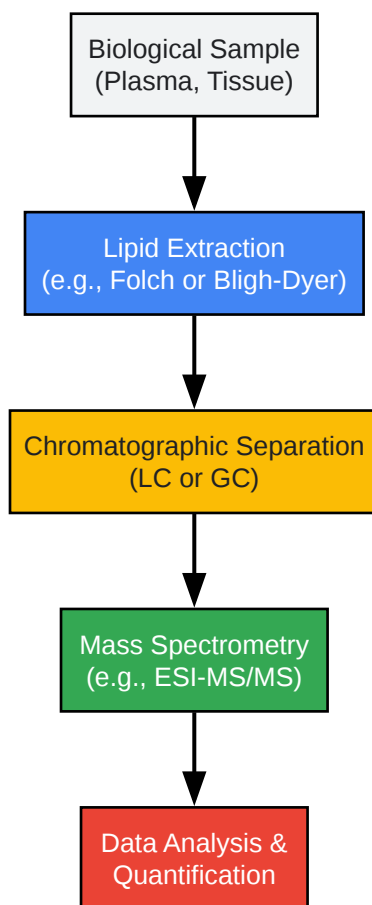 Biological Sample
(Plasma, Tissue)
Lipid Extraction
(e.g., Folch or Bligh-Dyer)
Chromatographic Separation
(LC or GC)
Mass Spectrometry
(e.g., ESI-MS/MS)
Data Analysis &
Quantification